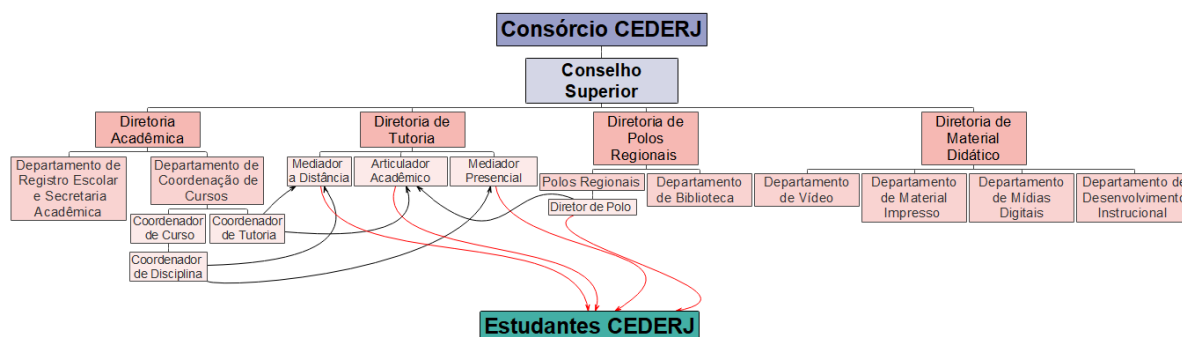 Consórcio CEDERJ
Conselho
Superior
Diretoria
Acadêmica
Diretoria de
Tutoria
Diretoria de
Polos
Regionais
Diretoria de
Material
Didático
Departamento de
Registro Escolar
e Secretaria
Acadêmica
Departamento de
Coordenação de
Cursos
Mediador
a Distância
Articulador
Acadêmico
Mediador
Presencial
Polos Regionais
Departamento
de Biblioteca
Departamento
de Vídeo
Departamento
de Material
Impresso
Departamento
de Mídias
Digitais
Departamento de
Desenvolvimento
Instrucional
Coordenador
de Curso
Coordenador
de Tutoria
Diretor de Polo
Coordenador
de Disciplina
Estudantes CEDERJ